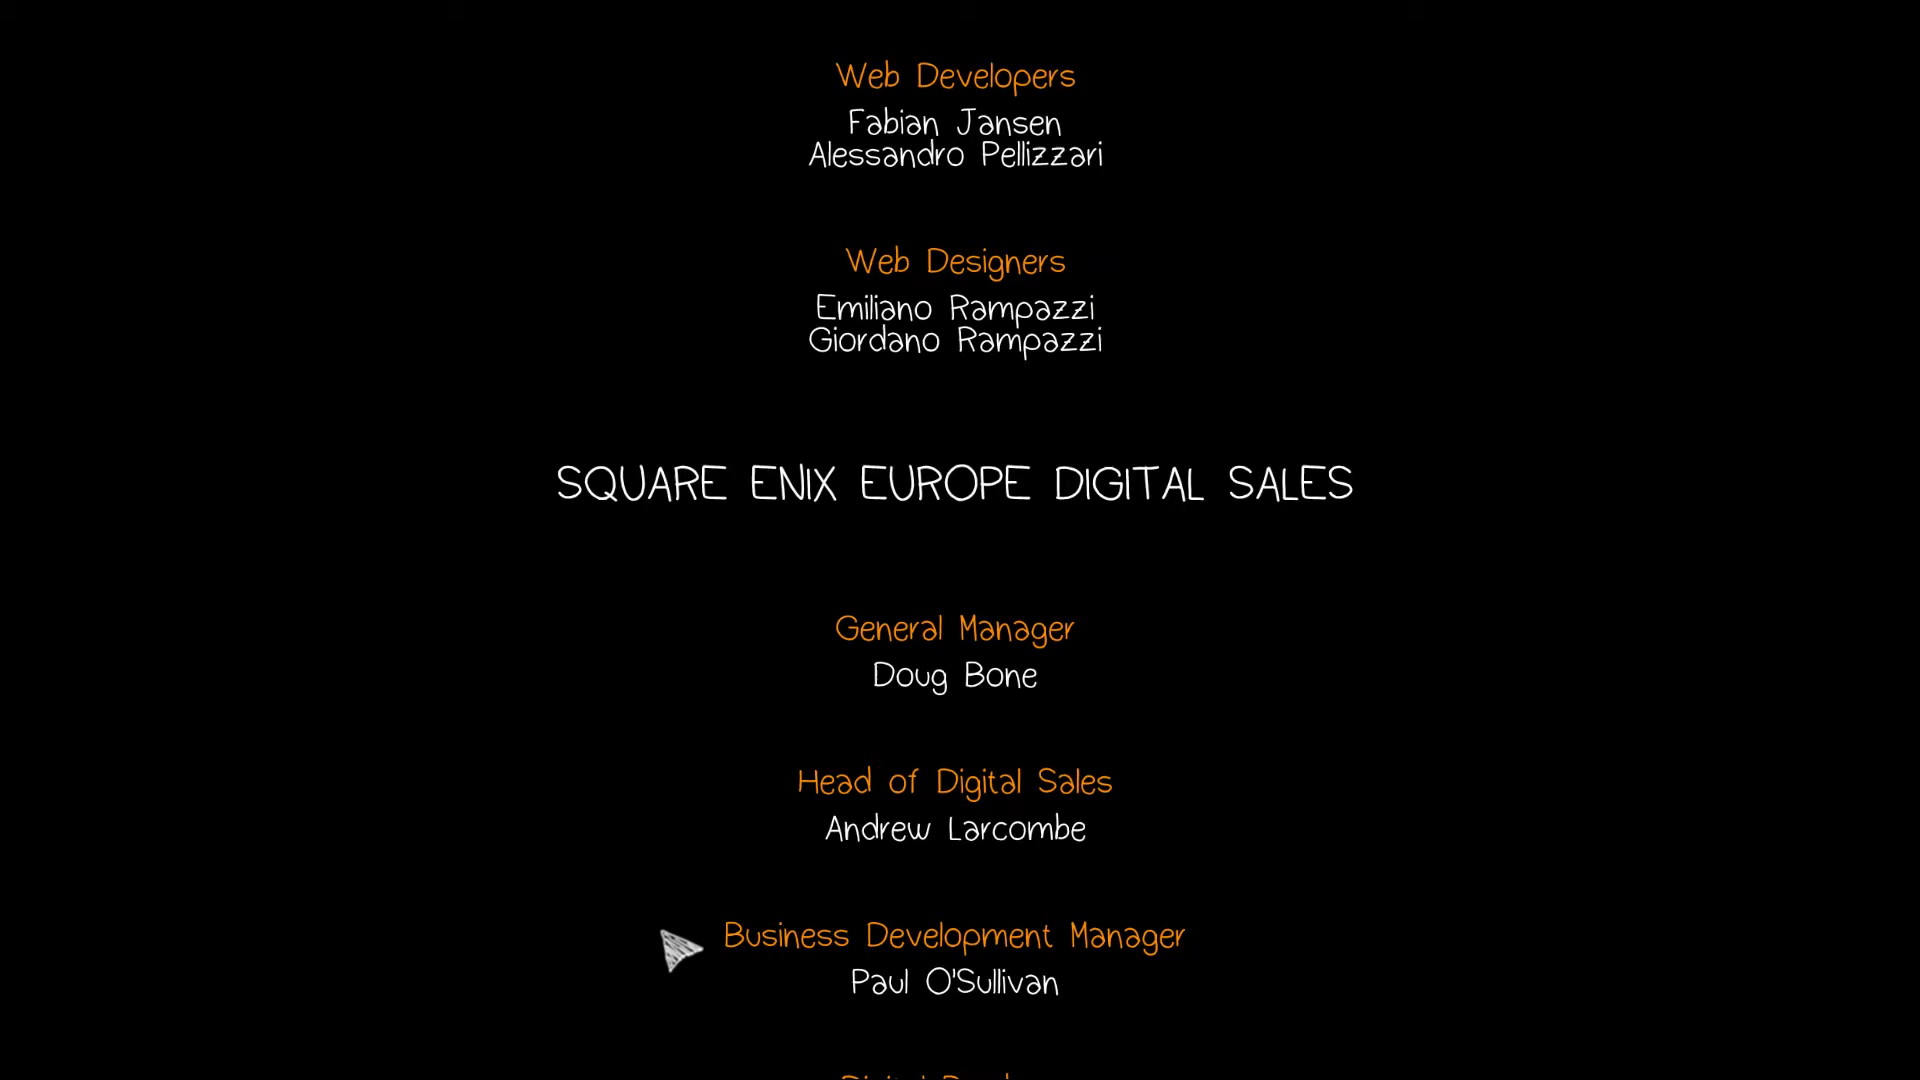 Web Developers
Fabian Jansen
Alessandro Pellizzari
Web Designers
Emiliano Rampazzi
Giordano Rampazzi
SQUARE ENIX EUROPE DIGITAL SALES
General Manager
Doug Bone
Head of Digital Sales
Andrew Larcombe
Business Development Manager
Paul O'Sullivan
Digital